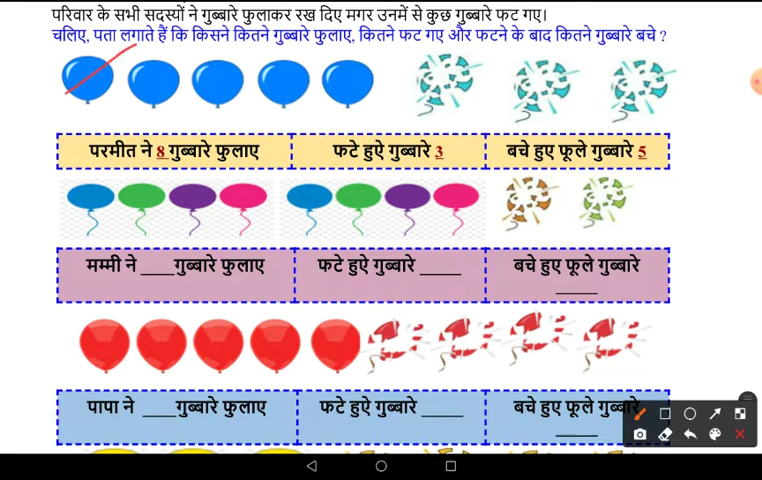 परिवार के सभी सदस्यों ने गुब्बारे फुलाकर रख दिए मगर उनमें से कुछ गुब्बारे फट गए।
चलिए, पता लगाते हैं कि किसने कितने गुब्बारे फुलाए, कितने फट गए और फटने के बाद कितने गुब्बारे बचे ?
परमीत ने 8 गुब्बारे फुलाए फटे हुऐ गुब्बारे 3 बचे हुए फूले गुब्बारे 5
मम्मी ने ____गुब्बारे फुलाए फटे हुऐ गुब्बारे _____ बचे हुए फूले गुब्बारे
_____
पापा ने ____गुब्बारे फुलाए फटे हुऐ गुब्बारे _____ बचे हुए फूले गुब्बारे
_____